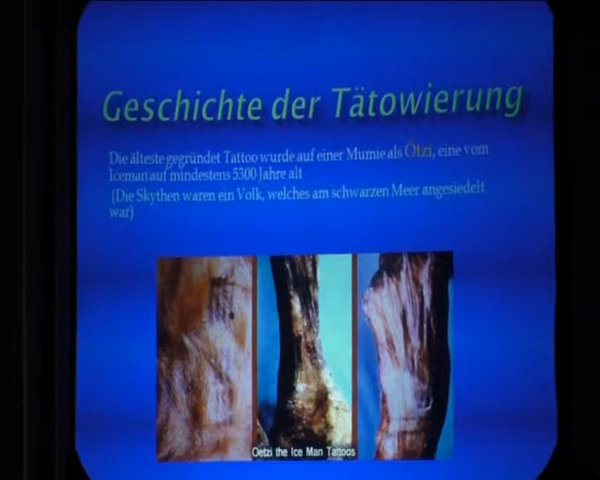 Geschichte der Tätowierung
Die älteste gegründet Tattoo wurde auf einer Mumie als Otzi, eine vom
Iceman auf mindestens 5300 Jahre alt
(Die Skythen waren ein Volk, welches am schwarzen Meer angesiedelt
war)
Oetzi the Ice Man Tattoos